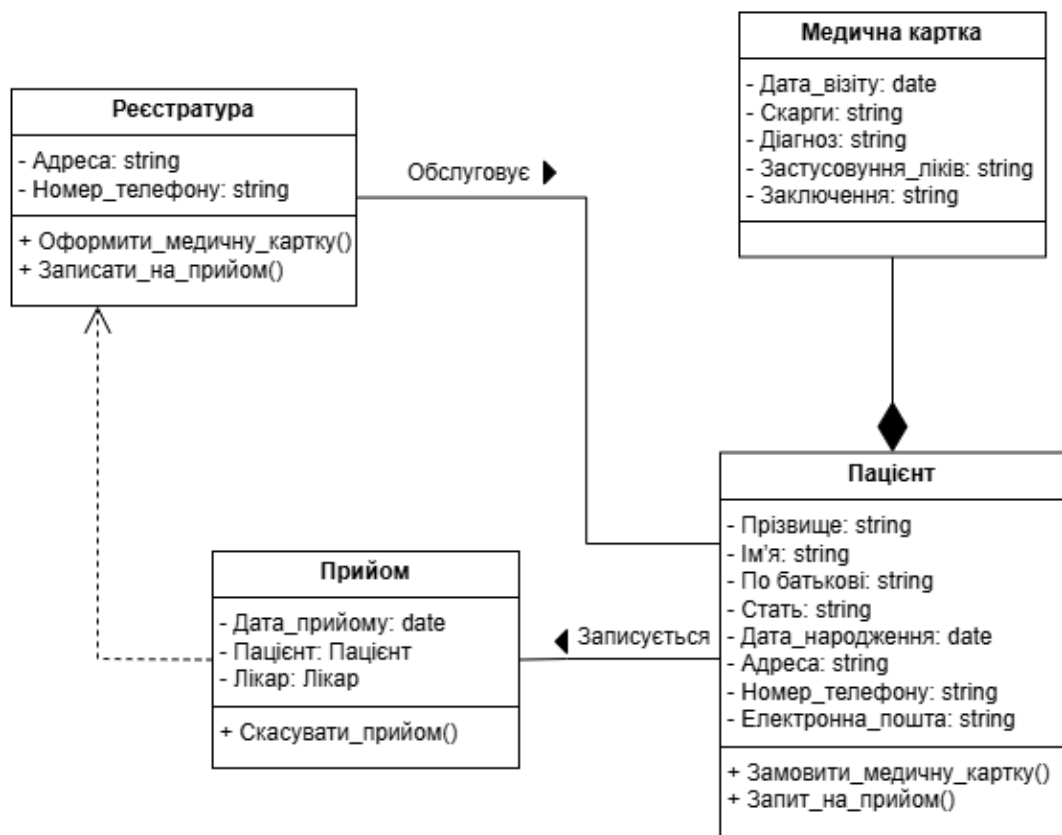 Медична картка
- Дата_візіту: date
- Скарги: string
- Діагноз: string
- Застусовуння_ліків: string
- Заключення: string
Реєстратура
- Адреса: string
- Номер_телефону: string
+ Оформити_медичну_картку()
+ Записати_на_прийом()
Обслуговує
Пацієнт
- Прізвище: string
- Ім’я: string
- По батькові: string
- Стать: string
- Дата_народження: date
- Адреса: string
- Номер_телефону: string
- Електронна_пошта: string
+ Замовити_медичну_картку()
+ Запит_на_прийом()
Записується
Прийом
- Дата_прийому: date
- Пацієнт: Пацієнт
- Лікар: Лікар
+ Скасувати_прийом()